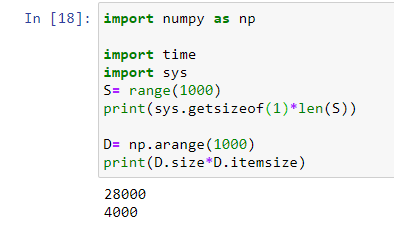 In [18]: import numpy as np
import time
import sys
S= range(1000)
print(sys.getsizeof(1)*len(S))
D= np.arange(1000)
print(D.size*D.itemsize)
28000
4000